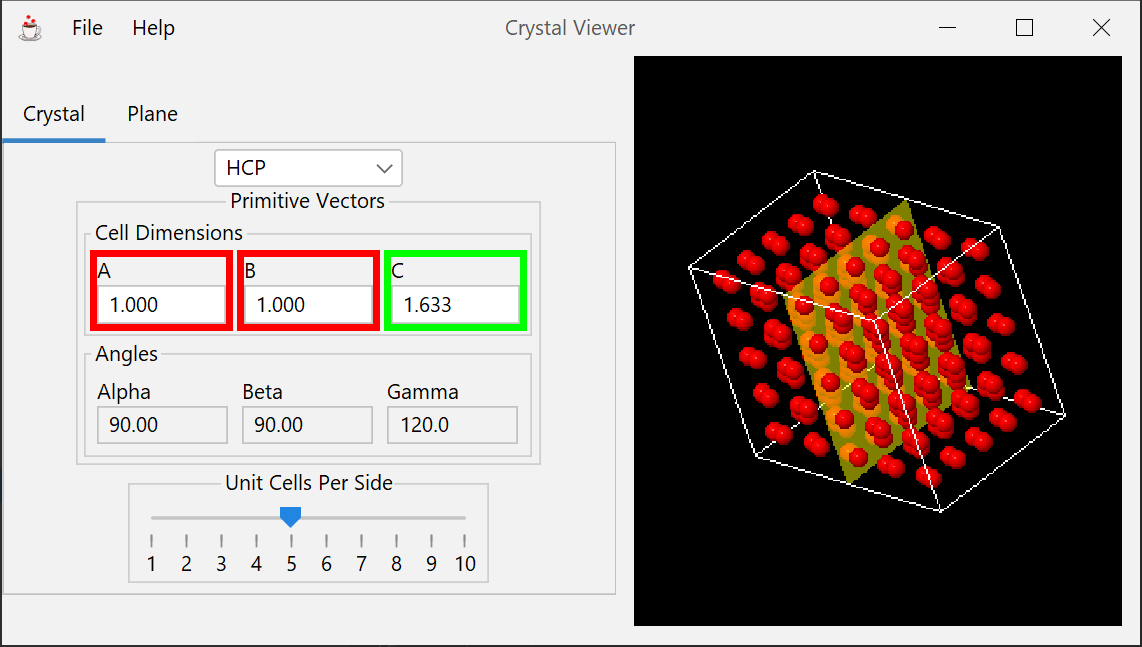 File Help Crystal Viewer
Crystal Plane
HCP
Primitive Vectors
Cell Dimensions
A B C
1.000 1.000 1.633
Angles
Alpha Beta Gamma
90.00 90.00 120.0
Unit Cells Per Side
1 2 3 4 5 6 7 8 9 10